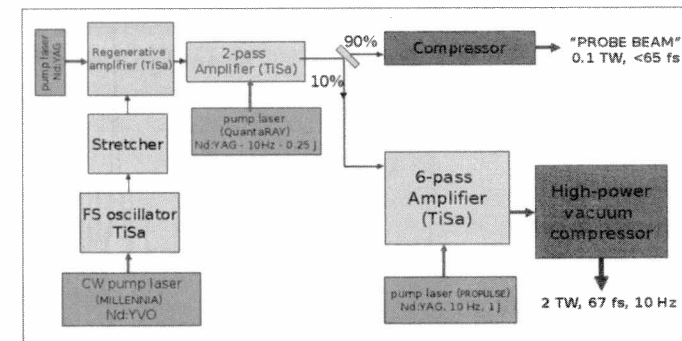 pump laser
Nd:YAG
Regenerative
amplifier (TiSa)
2-pass
Amplifier (TiSa)
90%
10%
Compressor
"PROBE BEAM"
0.1 TW, <65 fs
pump laser
(QuantaRAY)
Nd:YAG - 10Hz - 0.25 J
Stretcher
FS oscillator
TiSa
CW pump laser
(MILLENNIA)
Nd:YVO
6-pass
Amplifier
(TiSa)
High-power
vacuum
compressor
pump laser (PROPULSE)
Nd:YAG, 10 Hz, 1 J
2 TW, 67 fs, 10 Hz